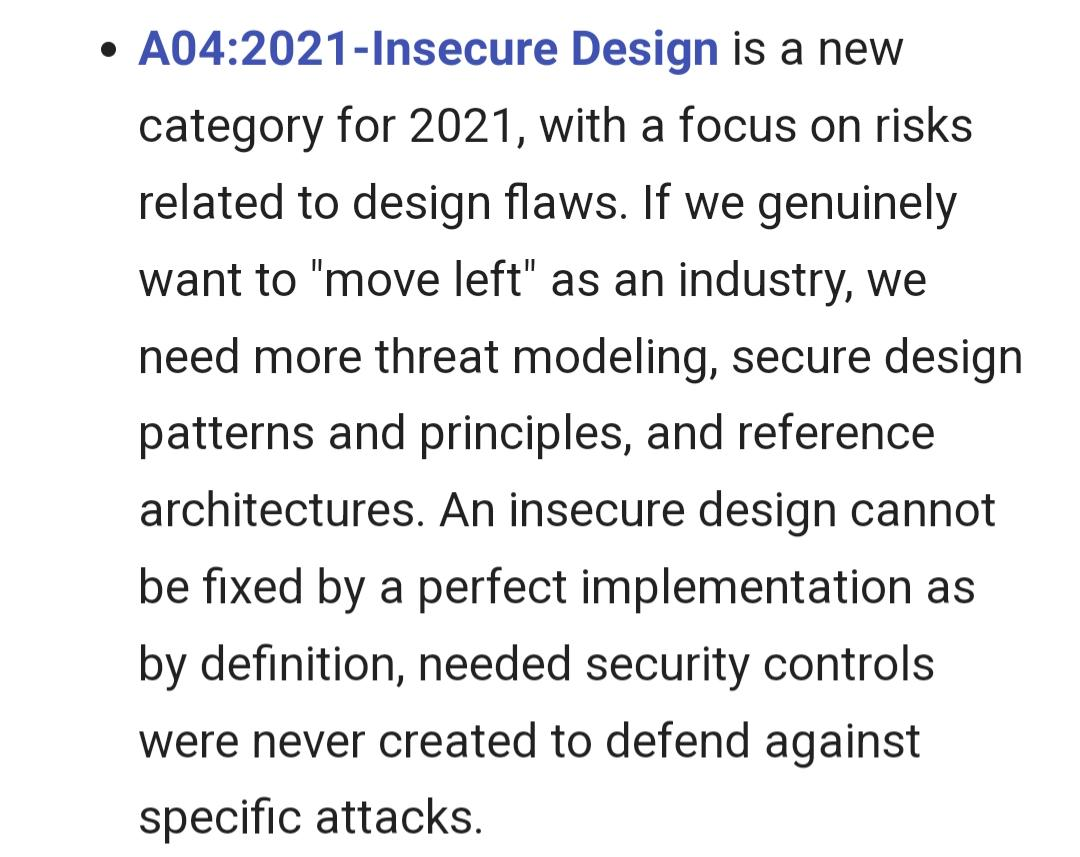 • A04:2021-Insecure Design is a new
category for 2021, with a focus on risks
related to design flaws. If we genuinely
want to "move left" as an industry, we
need more threat modeling, secure design
patterns and principles, and reference
architectures. An insecure design cannot
be fixed by a perfect implementation as
by definition, needed security controls
were never created to defend against
specific attacks.